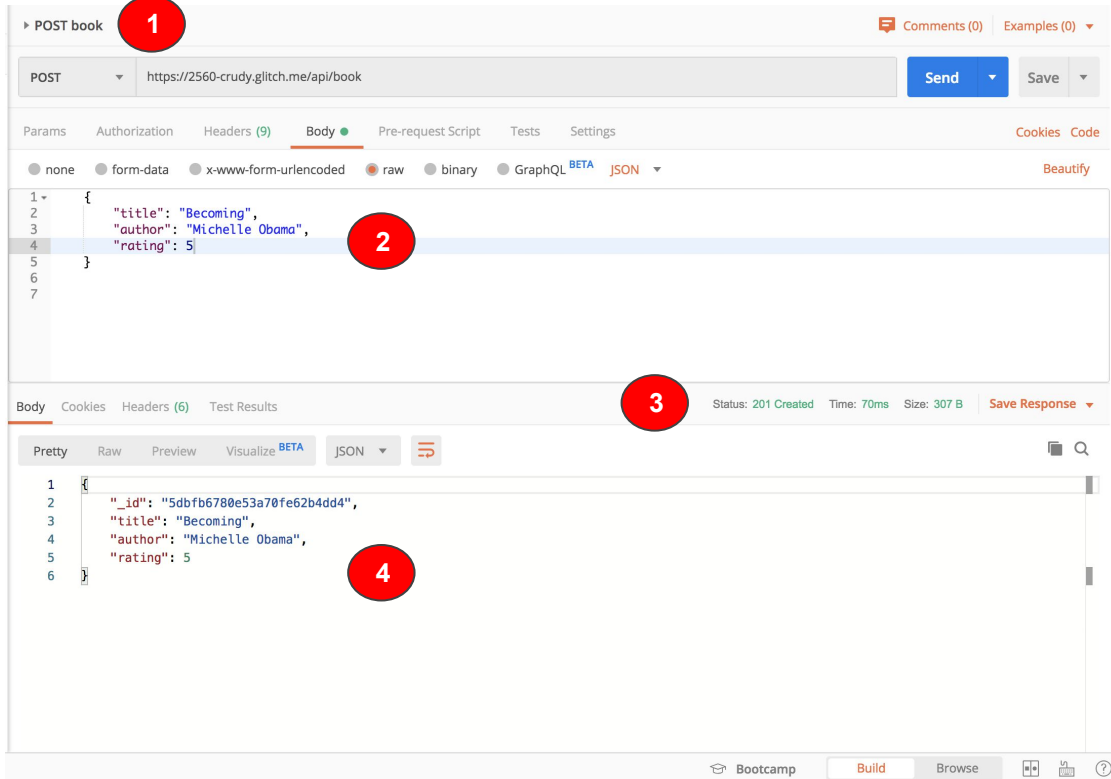 POST book
1
Comments (0) Examples (0)
POST https://2560-crudy.glitch.me/api/book Send Save
Params Authorization Headers (9) Body Pre-request Script Tests Settings Cookies Code
none form-data x-www-form-urlencoded raw binary GraphQL BETA JSON Beautify
1 {
2 "title": "Becoming",
3 "author": "Michelle Obama",
2
4 "rating": 5
5 }
6
7
Body Cookies Headers (6) Test Results 3 Status: 201 Created Time: 70ms Size: 307 B Save Response
Pretty Raw Preview Visualize BETA JSON
1 {
2 "_id": "5dbfb6780e53a70fe62b4dd4",
3 "title": "Becoming",
4 "author": "Michelle Obama",
5 "rating": 5
4
6 }
Bootcamp Build Browse ?